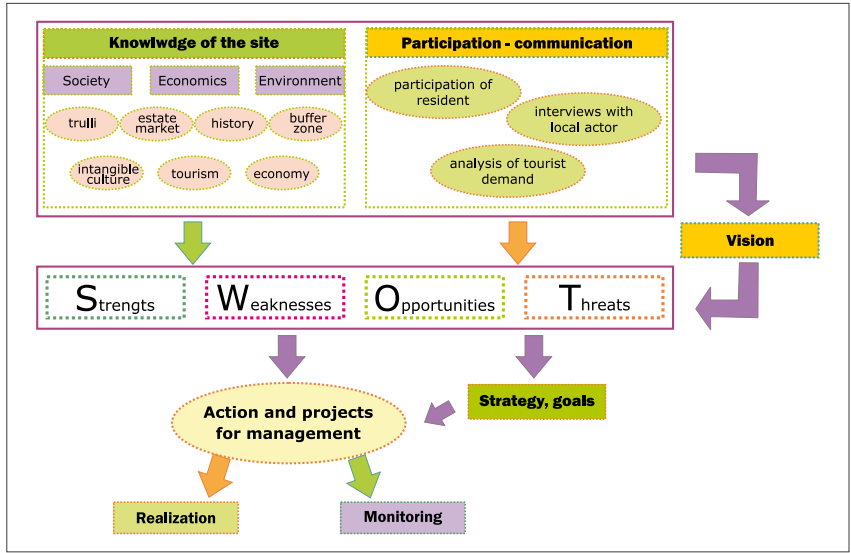 Knowlwdge of the site
Participation - communication
Society
Economics
Environment
participation of
resident
interviews with
local actor
analysis of tourist
demand
trulli
estate
market
history
buffer
zone
intangible
culture
tourism
economy
Vision
Strengts
Weaknesses
Opportunities
Threats
Action and projects
for management
Strategy, goals
Realization
Monitoring